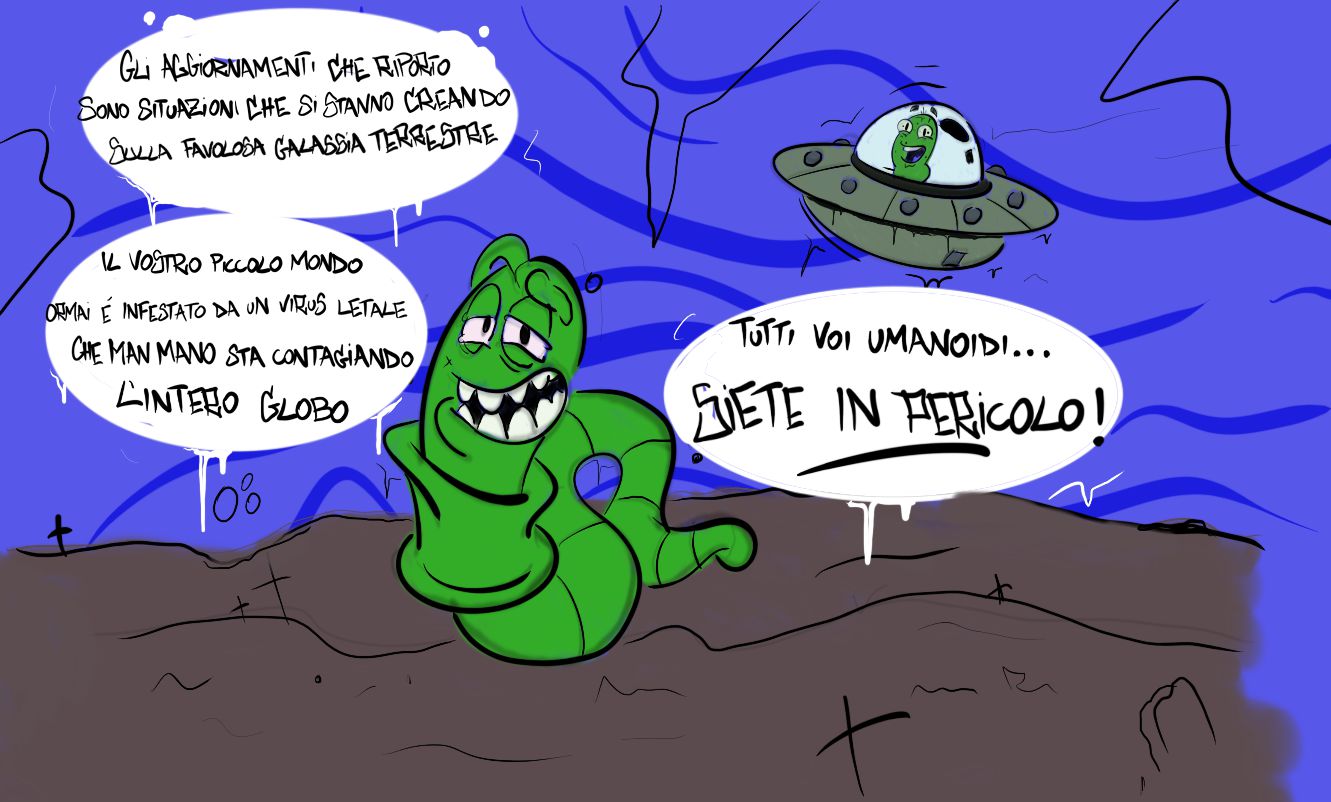 GLI AGGIORNAMENTI CHE RIPORTO
SONO SITUAZIONI CHE SI STANNO CREANDO
SULLA FAVOLOSA GALASSIA TERRESTRE
IL VOSTRO PICCOLO MONDO
ORMAI É INFESTATO DA UN VIRUS LETALE
CHE MAN MANO STA CONTAGIANDO
L'INTERO GLOBO
TUTTI VOI UMANOIDI...
SIETE IN PERICOLO!